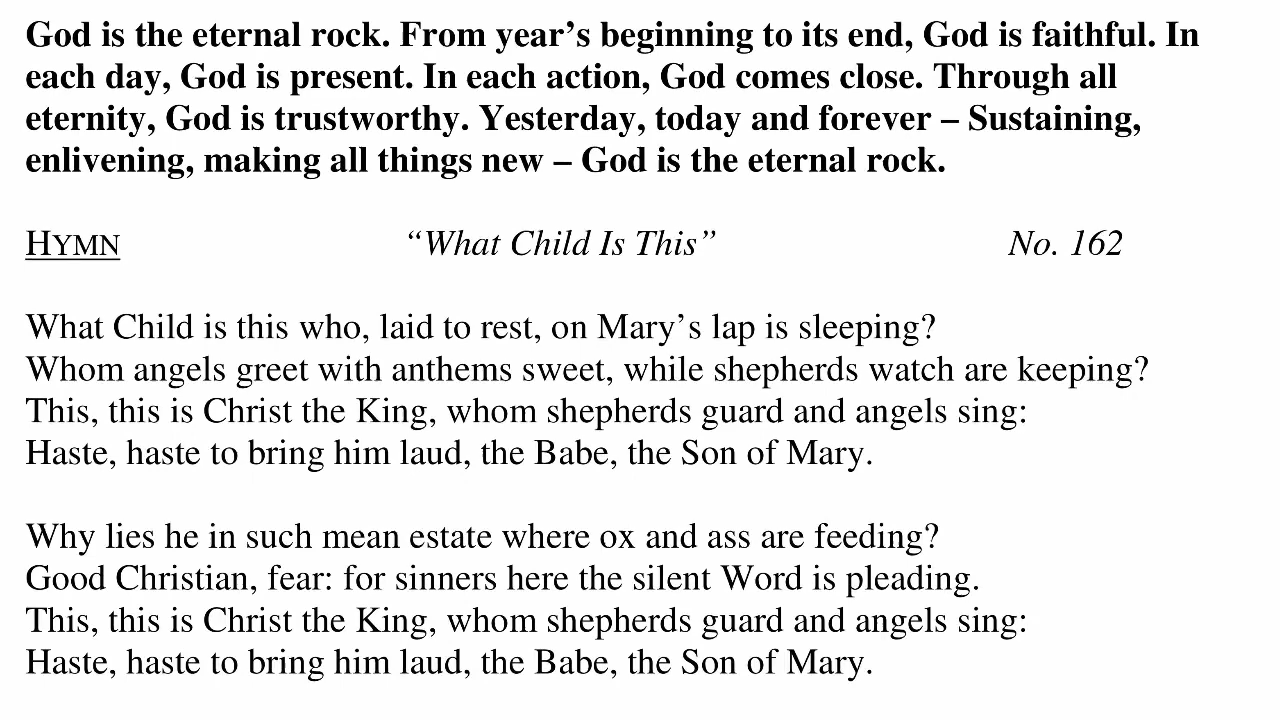 God is the eternal rock. From year’s beginning to its end, God is faithful. In
each day, God is present. In each action, God comes close. Through all
eternity, God is trustworthy. Yesterday, today and forever – Sustaining,
enlivening, making all things new – God is the eternal rock.
HYMN “What Child Is This” No. 162
What Child is this who, laid to rest, on Mary’s lap is sleeping?
Whom angels greet with anthems sweet, while shepherds watch are keeping?
This, this is Christ the King, whom shepherds guard and angels sing:
Haste, haste to bring him laud, the Babe, the Son of Mary.
Why lies he in such mean estate where ox and ass are feeding?
Good Christian, fear: for sinners here the silent Word is pleading.
This, this is Christ the King, whom shepherds guard and angels sing:
Haste, haste to bring him laud, the Babe, the Son of Mary.